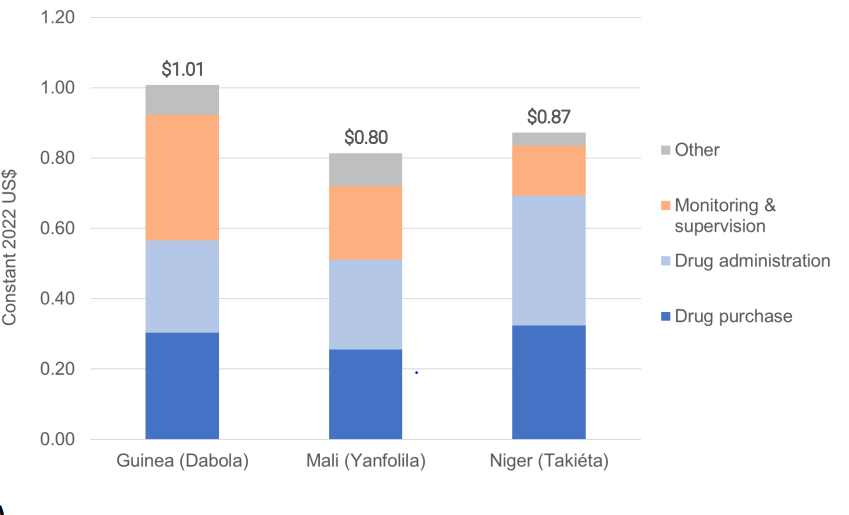 1.20
$1.01
1.00
$0.87
$0.80
0.80
0.60
0.40
0.20
0.00
Constant 2022 US$
Other
Monitoring &
supervision
Drug administration
Drug purchase
Guinea (Dabola)
Mali (Yanfolila)
Niger (Takiéta)